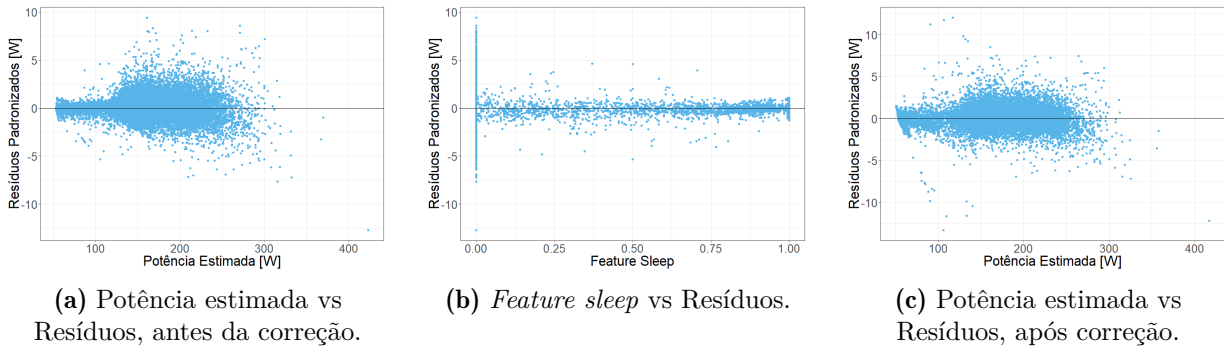 10
5
0
-5
-10
Resíduos Padronizados [W]
100
200
300
400
Potência Estimada [W]
(a) Potência estimada vs
Resíduos, antes da correção.
10
5
0
-5
-10
Resíduos Padronizados [W]
0.00
0.25
0.50
0.75
1.00
Feature Sleep
(b) Feature sleep vs Resíduos.
10
5
0
-5
-10
Resíduos Padronizados [W]
100
200
300
400
Potência Estimada [W]
(c) Potência estimada vs
Resíduos, após correção.